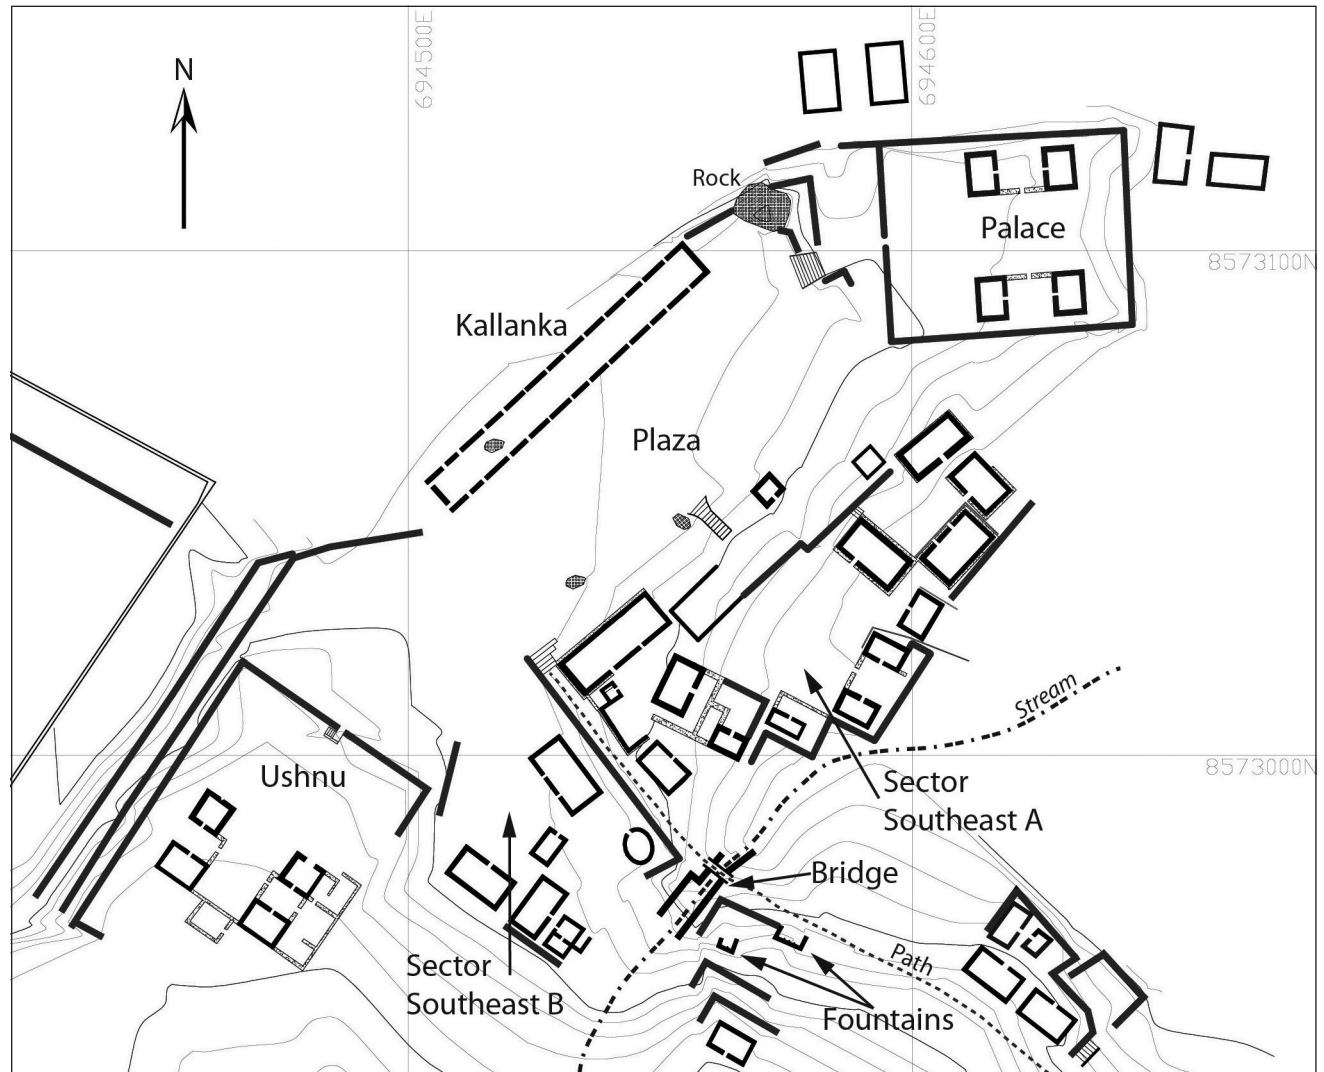 694500E
694600E
N
Rock
Palace
8573100N
Kallanka
Plaza
Stream
8573000N
Ushnu
Sector
Southeast A
Bridge
Sector
Southeast B
Path
Fountains